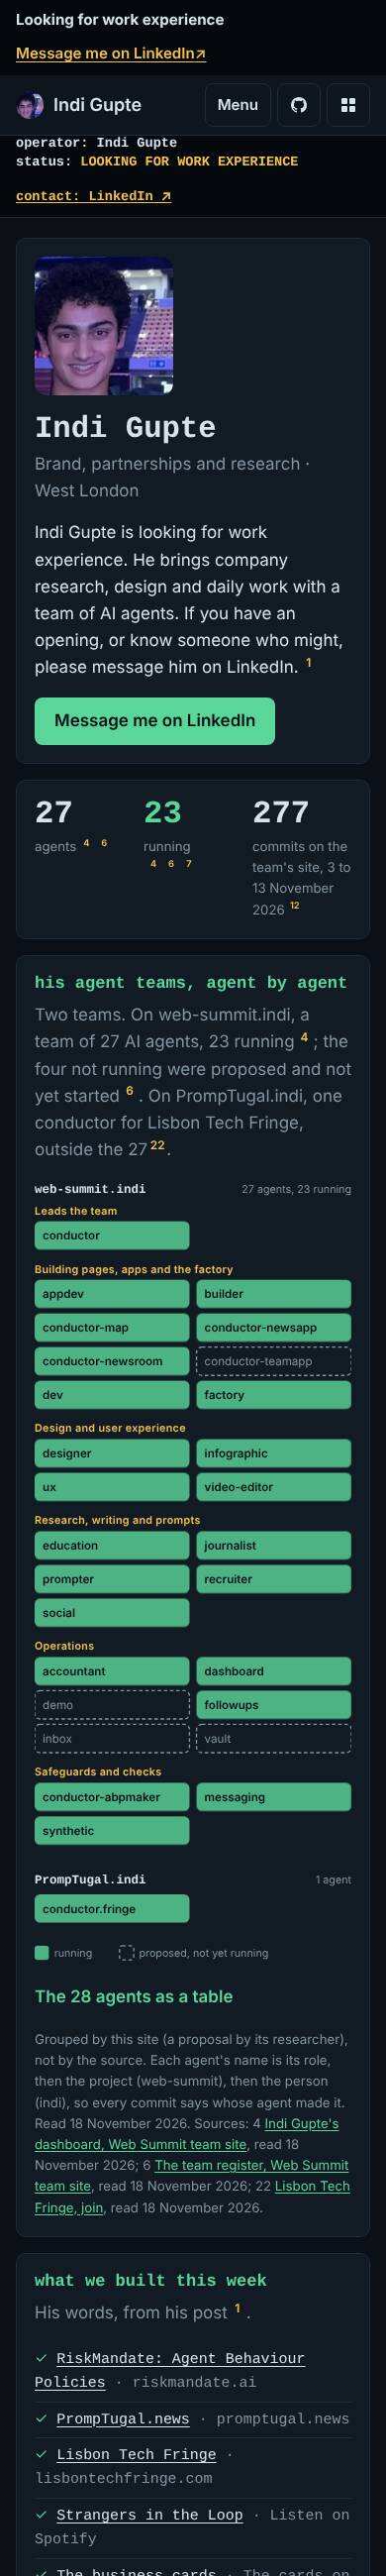 Looking for work experience
Message me on LinkedIn↗
Indi Gupte
Menu
operator: Indi Gupte
status: LOOKING FOR WORK EXPERIENCE
contact: LinkedIn ↗
Indi Gupte
Brand, partnerships and research ·
West London
Indi Gupte is looking for work
experience. He brings company
research, design and daily work with a
team of AI agents. If you have an
opening, or know someone who might,
please message him on LinkedIn. 1
Message me on LinkedIn
27
agents 4 6
23
running
4 6 7
277
commits on the
team's site, 3 to
13 November
2026 12
his agent teams, agent by agent
Two teams. On web-summit.indi, a
team of 27 AI agents, 23 running 4 ; the
four not running were proposed and not
yet started 6 . On PrompTugal.indi, one
conductor for Lisbon Tech Fringe,
outside the 27 22 .
web-summit.indi 27 agents, 23 running
Leads the team
conductor
Building pages, apps and the factory
appdev builder
conductor-map conductor-newsapp
conductor-newsroom conductor-teamapp
dev factory
Design and user experience
designer infographic
ux video-editor
Research, writing and prompts
education journalist
prompter recruiter
social
Operations
accountant dashboard
demo followups
inbox vault
Safeguards and checks
conductor-abpmaker messaging
synthetic
PrompTugal.indi 1 agent
conductor.fringe
running proposed, not yet running
The 28 agents as a table
Grouped by this site (a proposal by its researcher),
not by the source. Each agent's name is its role,
then the project (web-summit), then the person
(indi), so every commit says whose agent made it.
Read 18 November 2026. Sources: 4 Indi Gupte's
dashboard, Web Summit team site, read 18
November 2026; 6 The team register, Web Summit
team site, read 18 November 2026; 22 Lisbon Tech
Fringe, join, read 18 November 2026.
what we built this week
His words, from his post 1 .
✓ RiskMandate: Agent Behaviour
Policies · riskmandate.ai
✓ PrompTugal.news · promptugal.news
✓ Lisbon Tech Fringe ·
lisbontechfringe.com
✓ Strangers in the Loop · Listen on
Spotify
✓ The business cards · The cards on